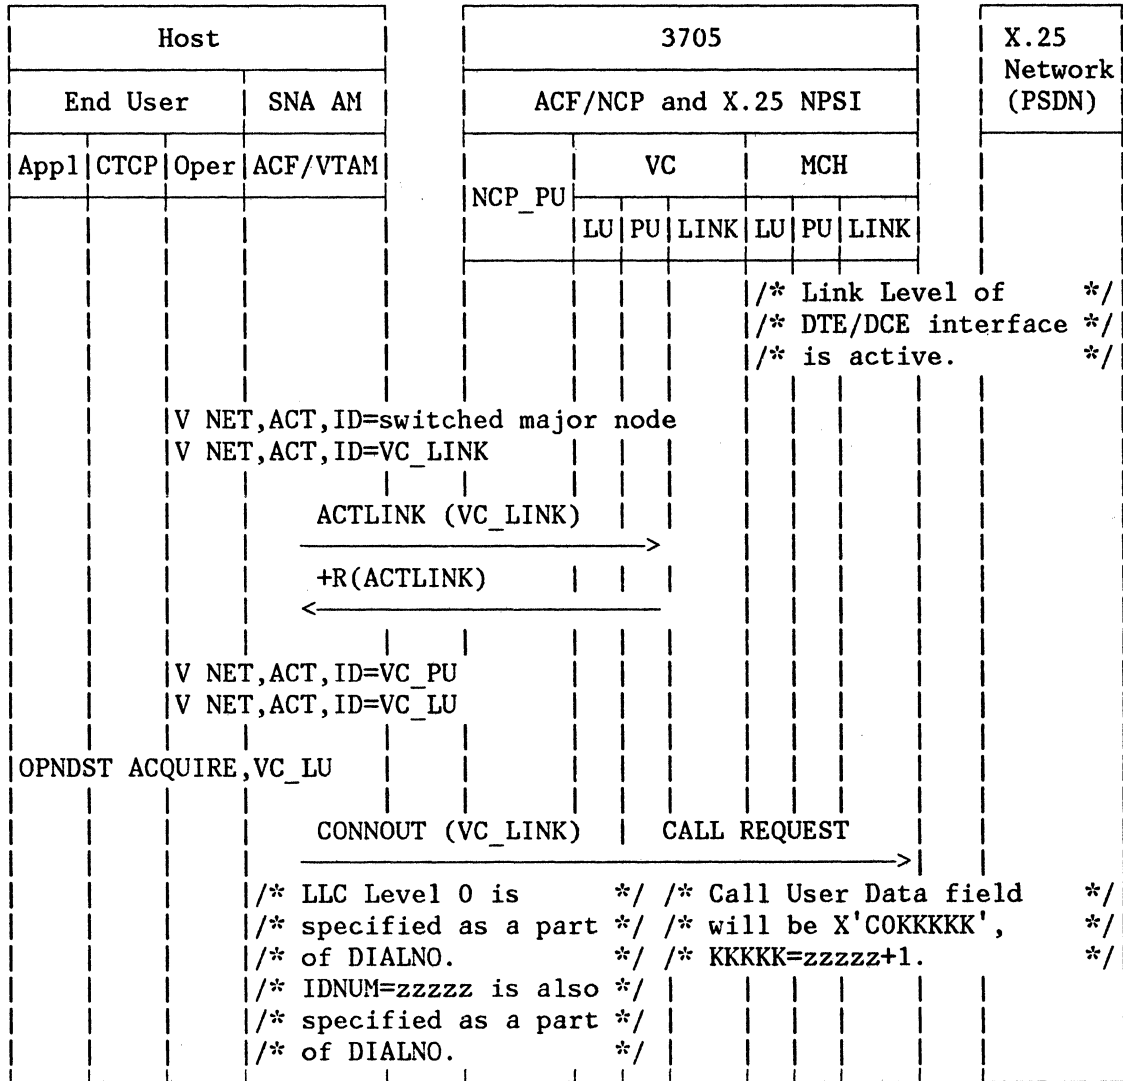 Host 3705 X.25
Network
End User SNA AM ACF/NCP and X.25 NPSI (PSDN)
Appl CTCP Oper ACF/VTAM VC MCH
NCP_PU
LU PU LINK LU PU LINK
/* Link Level of */
/* DTE/DCE interface */
/* is active. */
V NET,ACT,ID=switched major node
V NET,ACT,ID=VC_LINK
ACTLINK (VC_LINK)
+R(ACTLINK)
V NET,ACT,ID=VC_PU
V NET,ACT,ID=VC_LU
OPNDST ACQUIRE,VC_LU
CONNOUT (VC_LINK) CALL REQUEST
/* LLC Level 0 is */ /* Call User Data field */
/* specified as a part */ /* will be X'C0KKKKK', */
/* of DIALNO. */ /* KKKKK=zzzzz+1. */
/* IDNUM=zzzzz is also */
/* specified as a part */
/* of DIALNO. */